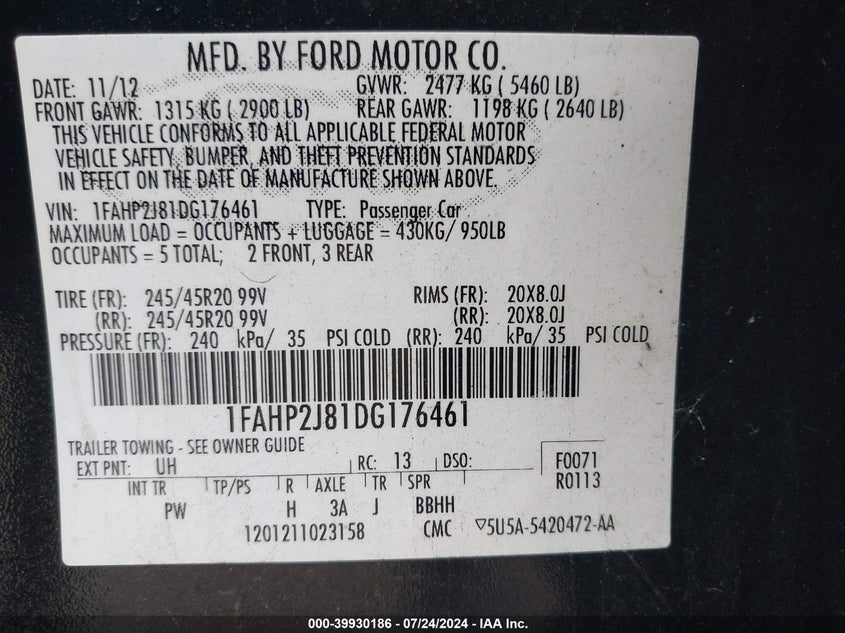 MFD. BY FORD MOTOR CO.
DATE: 11/12 GVWR: 2477 KG ( 5460 LB)
FRONT GAWR: 1315 KG ( 2900 LB) REAR GAWR: 1198 KG ( 2640 LB)
THIS VEHICLE CONFORMS TO ALL APPLICABLE FEDERAL MOTOR
VEHICLE SAFETY, BUMPER, AND THEFT PREVENTION STANDARDS
IN EFFECT ON THE DATE OF MANUFACTURE SHOWN ABOVE.
VIN: 1FAHP2J81DG176461 TYPE: Passenger Car
MAXIMUM LOAD = OCCUPANTS + LUGGAGE = 430KG/ 950LB
OCCUPANTS = 5 TOTAL; 2 FRONT, 3 REAR
TIRE (FR): 245/45R20 99V RIMS (FR): 20X8.0J
(RR): 245/45R20 99V (RR): 20X8.0J
PRESSURE (FR): 240 kPa/ 35 PSI COLD (RR): 240 kPa/ 35 PSI COLD
1FAHP2J81DG176461
TRAILER TOWING - SEE OWNER GUIDE
EXT PNT: UH RC: 13 DSO: F0071
INT TR TP/PS R AXLE TR SPR R0113
PW H 3A J BBHH
1201211023158 CMC 5U5A-5420472-AA
000-39930186 - 07/24/2024 - IAA Inc.